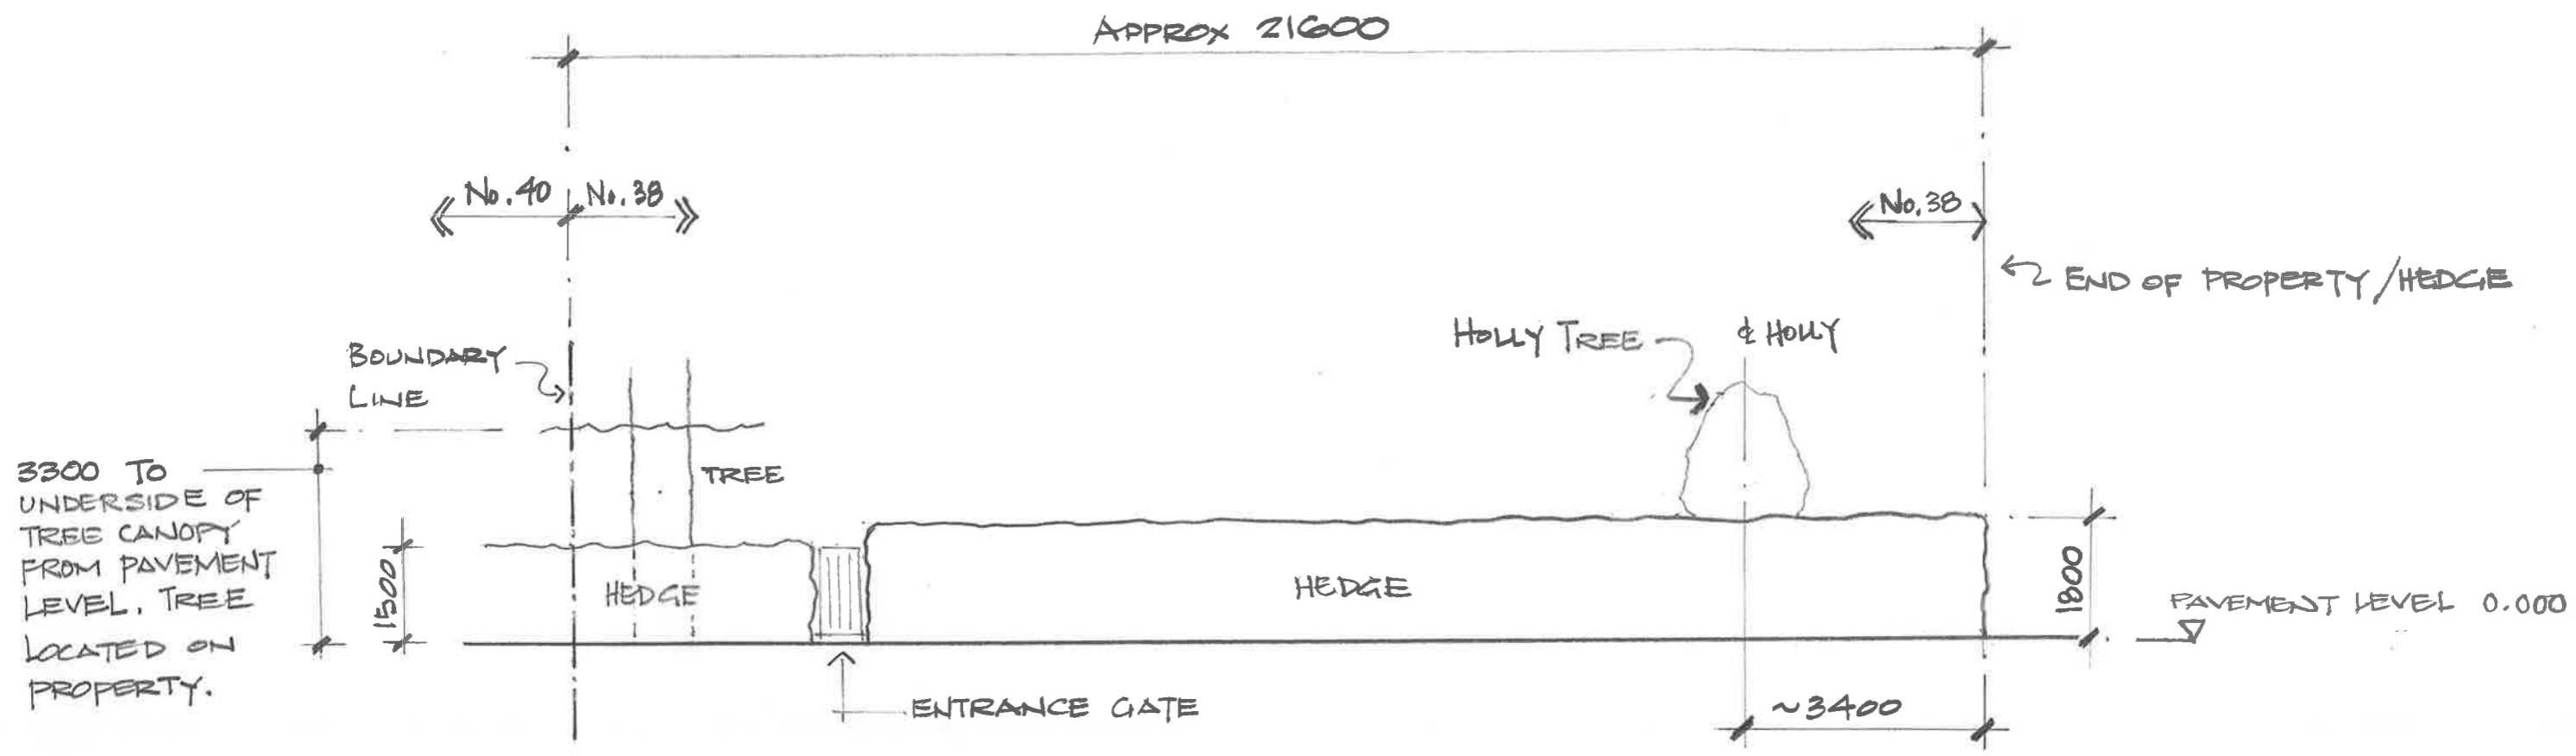 APPROX 21600
No. 40
No. 38
No. 38
END OF PROPERTY/HEDGE
HOLLY TREE
℄ HOLLY
BOUNDARY
LINE
3300 TO
UNDERSIDE OF
TREE CANOPY
FROM PAVEMENT
LEVEL. TREE
LOCATED ON
PROPERTY.
TREE
1500
HEDGE
HEDGE
1800
PAVEMENT LEVEL 0.000
ENTRANCE GATE
~3400